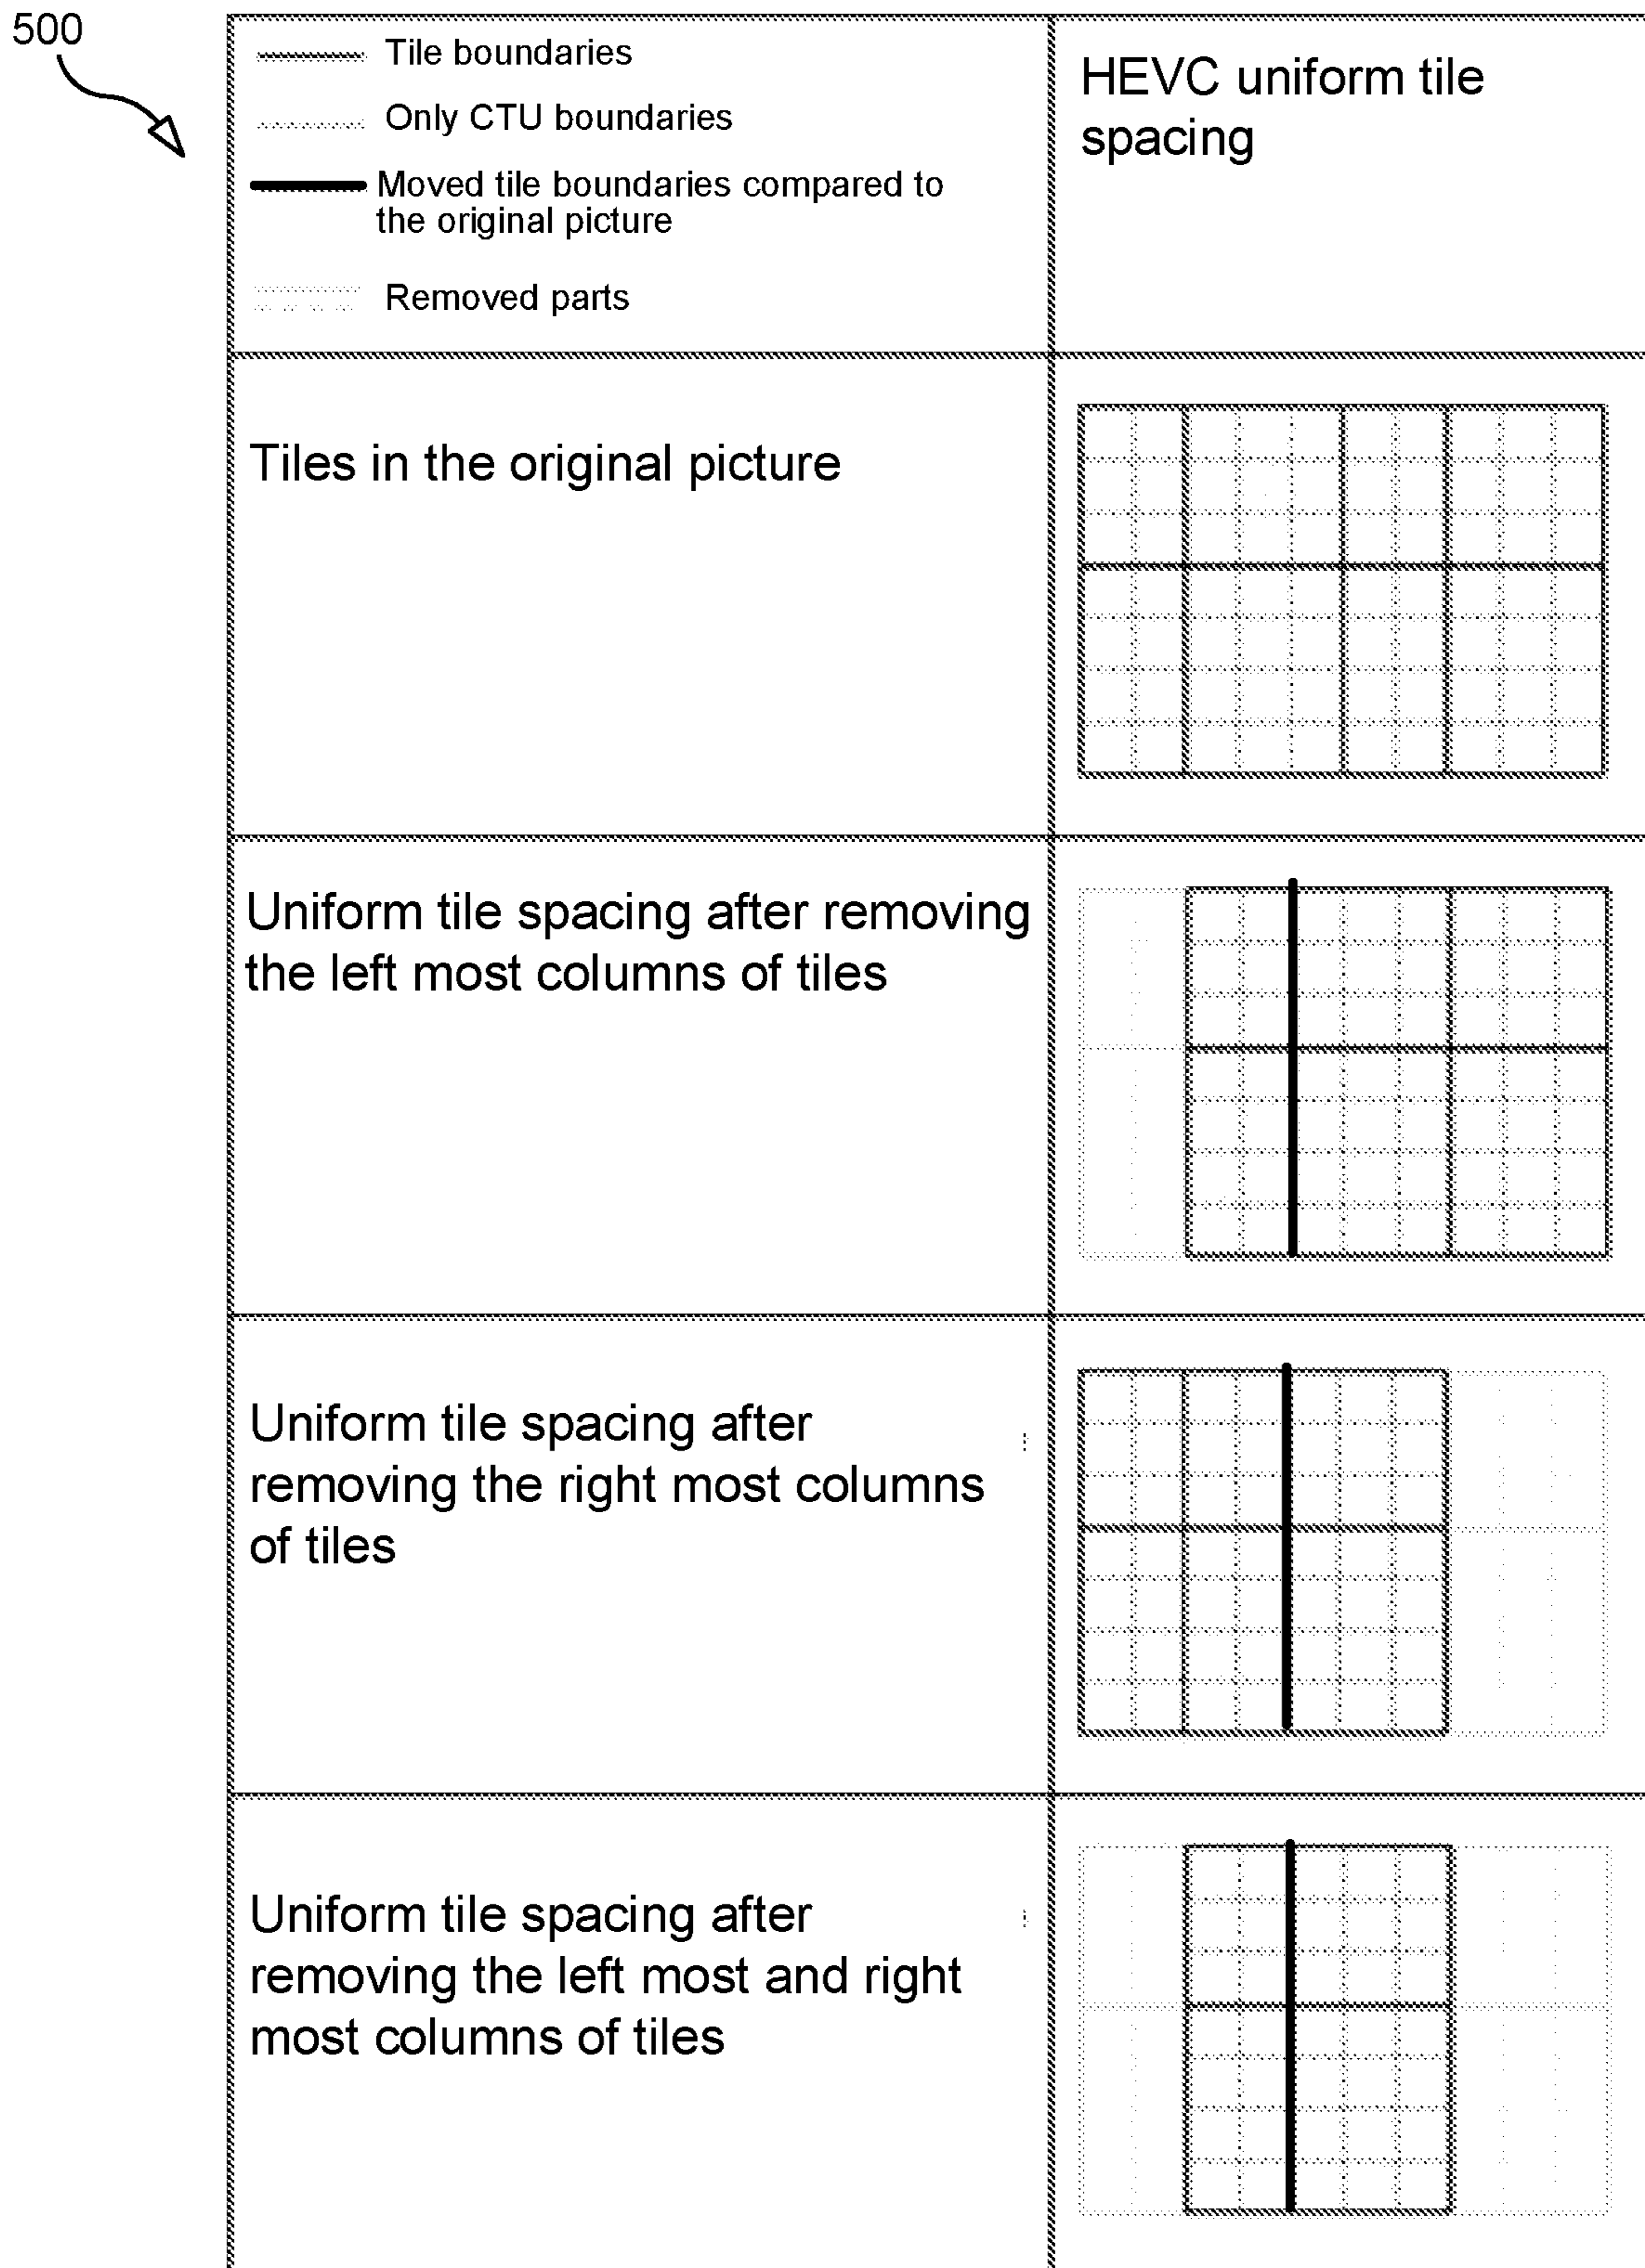 500
Tile boundaries
Only CTU boundaries
Moved tile boundaries compared to
the original picture
Removed parts
HEVC uniform tile
spacing
Tiles in the original picture
Uniform tile spacing after removing
the left most columns of tiles
Uniform tile spacing after
removing the right most columns
of tiles
Uniform tile spacing after
removing the left most and right
most columns of tiles